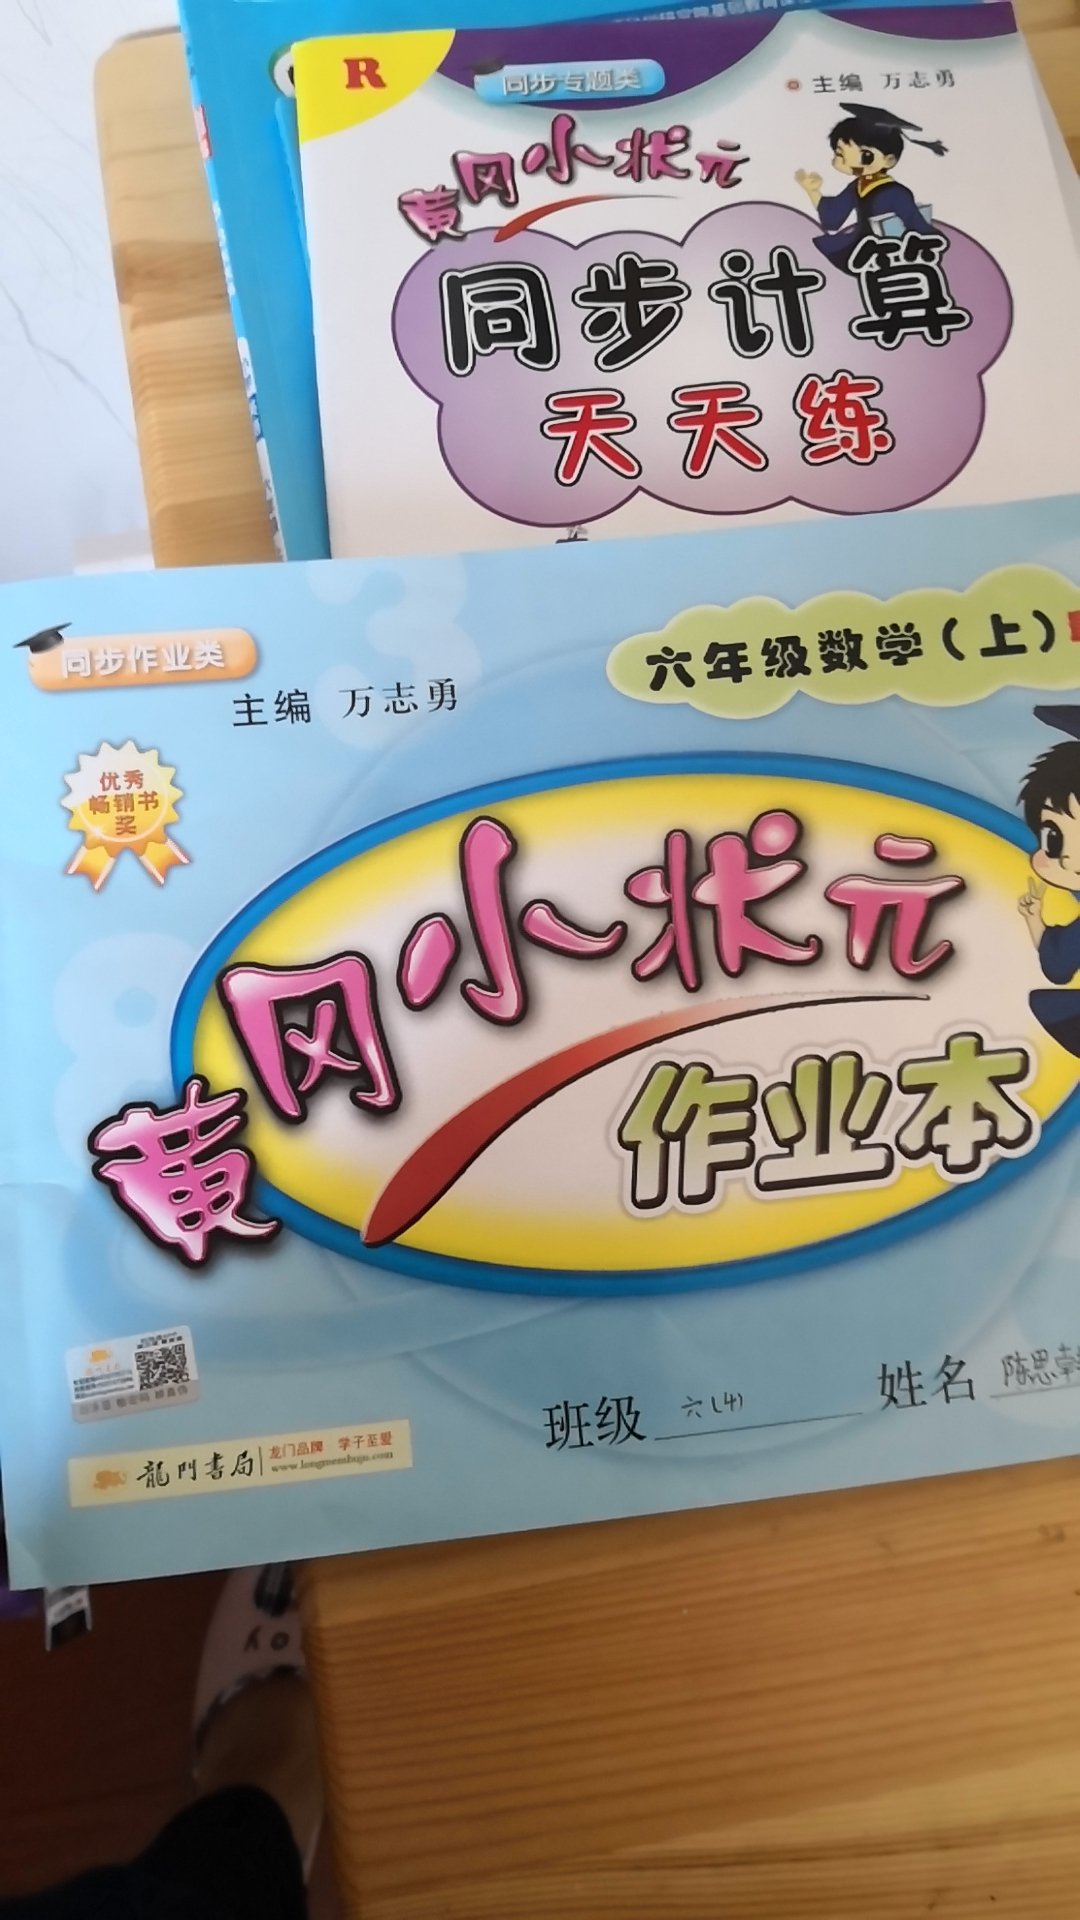 R
同步专题类
主编 万志勇
黄冈小状元
同步计算
天天练
同步作业类
主编 万志勇
六年级数学（上）
优秀
畅销书
奖
黄冈小状元
作业本
班级 六(4) 姓名 陈思
龍門書局
龙门品牌 学子至爱
www.longmenbuju.com